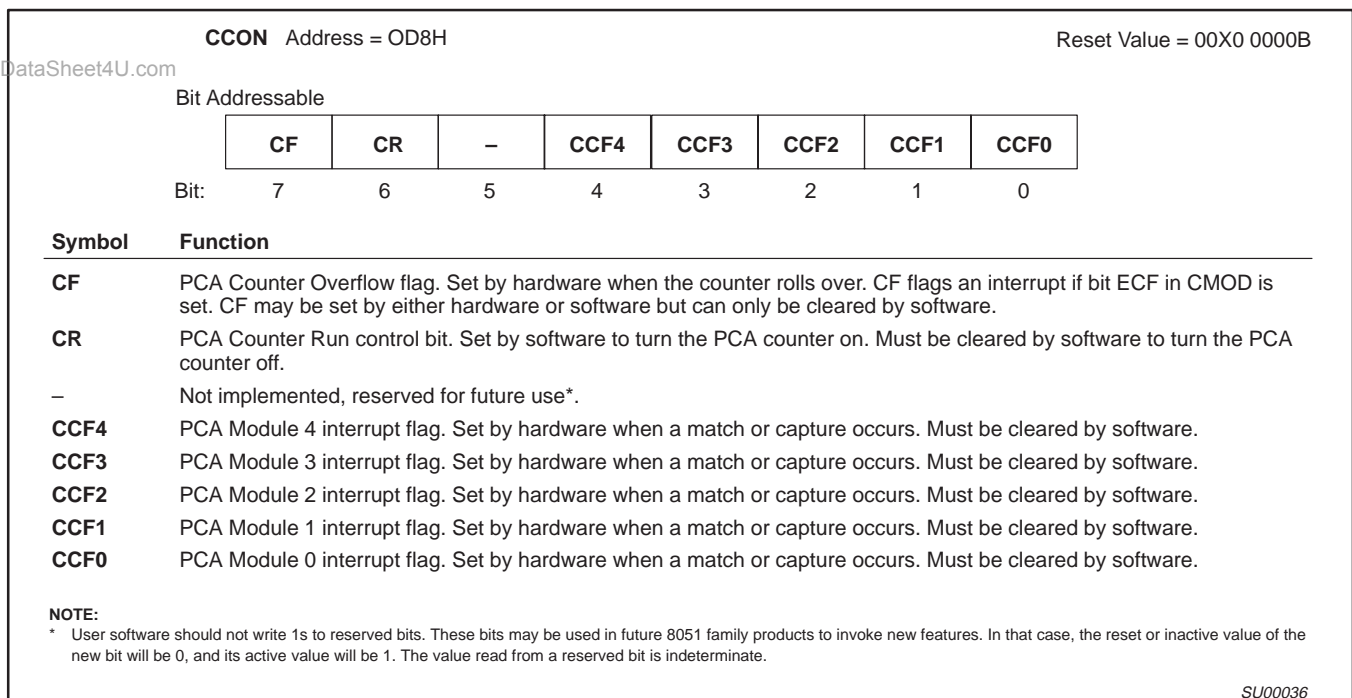 CCON Address = OD8H Reset Value = 00X0 0000B
DataSheet4U.com
Bit Addressable
CF CR – CCF4 CCF3 CCF2 CCF1 CCF0
Bit: 7 6 5 4 3 2 1 0
Symbol Function
CF PCA Counter Overflow flag. Set by hardware when the counter rolls over. CF flags an interrupt if bit ECF in CMOD is
set. CF may be set by either hardware or software but can only be cleared by software.
CR PCA Counter Run control bit. Set by software to turn the PCA counter on. Must be cleared by software to turn the PCA
counter off.
– Not implemented, reserved for future use*.
CCF4 PCA Module 4 interrupt flag. Set by hardware when a match or capture occurs. Must be cleared by software.
CCF3 PCA Module 3 interrupt flag. Set by hardware when a match or capture occurs. Must be cleared by software.
CCF2 PCA Module 2 interrupt flag. Set by hardware when a match or capture occurs. Must be cleared by software.
CCF1 PCA Module 1 interrupt flag. Set by hardware when a match or capture occurs. Must be cleared by software.
CCF0 PCA Module 0 interrupt flag. Set by hardware when a match or capture occurs. Must be cleared by software.
NOTE:
* User software should not write 1s to reserved bits. These bits may be used in future 8051 family products to invoke new features. In that case, the reset or inactive value of the
new bit will be 0, and its active value will be 1. The value read from a reserved bit is indeterminate.
SU00036